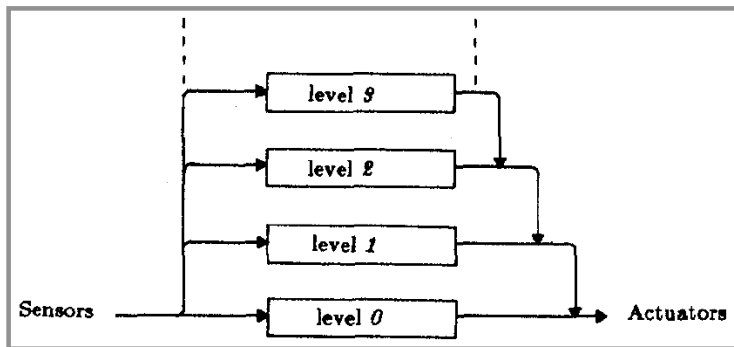 level 3
level 2
level 1
Sensors
level 0
Actuators